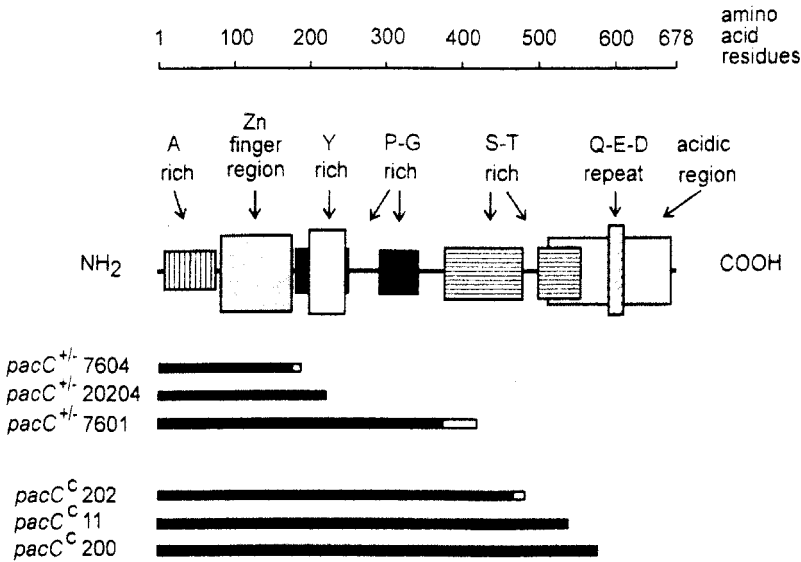 amino
acid
residues
1 100 200 300 400 500 600 678
A
rich
Zn
finger
region
Y
rich
P-G
rich
S-T
rich
Q-E-D
repeat
acidic
region
NH2 COOH
pacC+/- 7604
pacC+/- 20204
pacC+/- 7601
pacCc 202
pacCc 11
pacCc 200